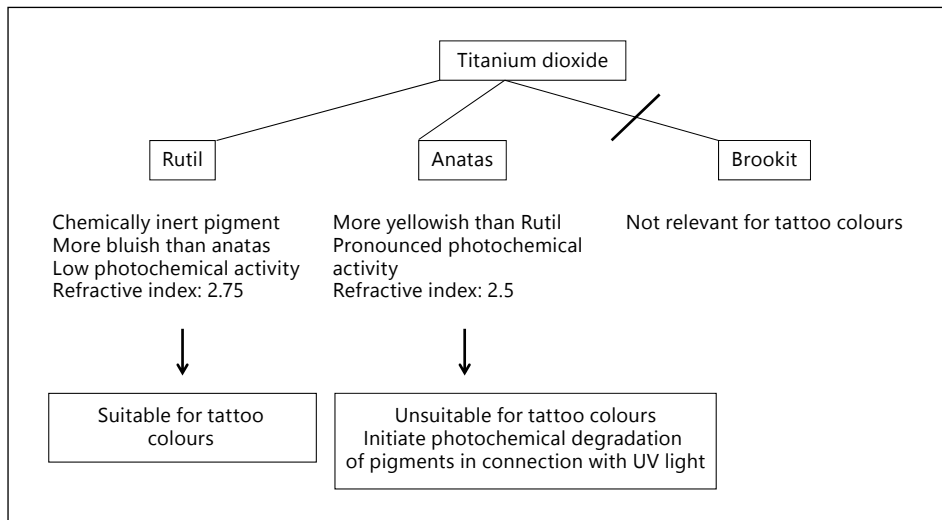 Titanium dioxide
Rutil
Anatas
Brookit
Chemically inert pigment
More bluish than anatas
Low photochemical activity
Refractive index: 2.75
More yellowish than Rutil
Pronounced photochemical
activity
Refractive index: 2.5
Not relevant for tattoo colours
Suitable for tattoo
colours
Unsuitable for tattoo colours
Initiate photochemical degradation
of pigments in connection with UV light